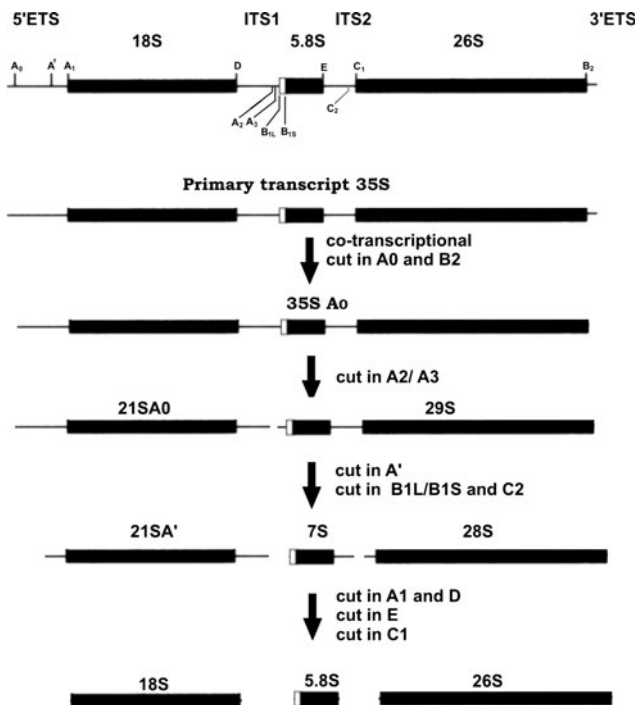 5'ETS ITS1 ITS2 3'ETS
18S 5.8S 26S
A0 A' A1 D E C1 B2
A2 A3 B1L B1S C2
Primary transcript 35S
co-transcriptional
cut in A0 and B2
35S Ao
cut in A2/ A3
21SA0 29S
cut in A'
cut in B1L/B1S and C2
21SA' 7S 28S
cut in A1 and D
cut in E
cut in C1
18S 5.8S 26S